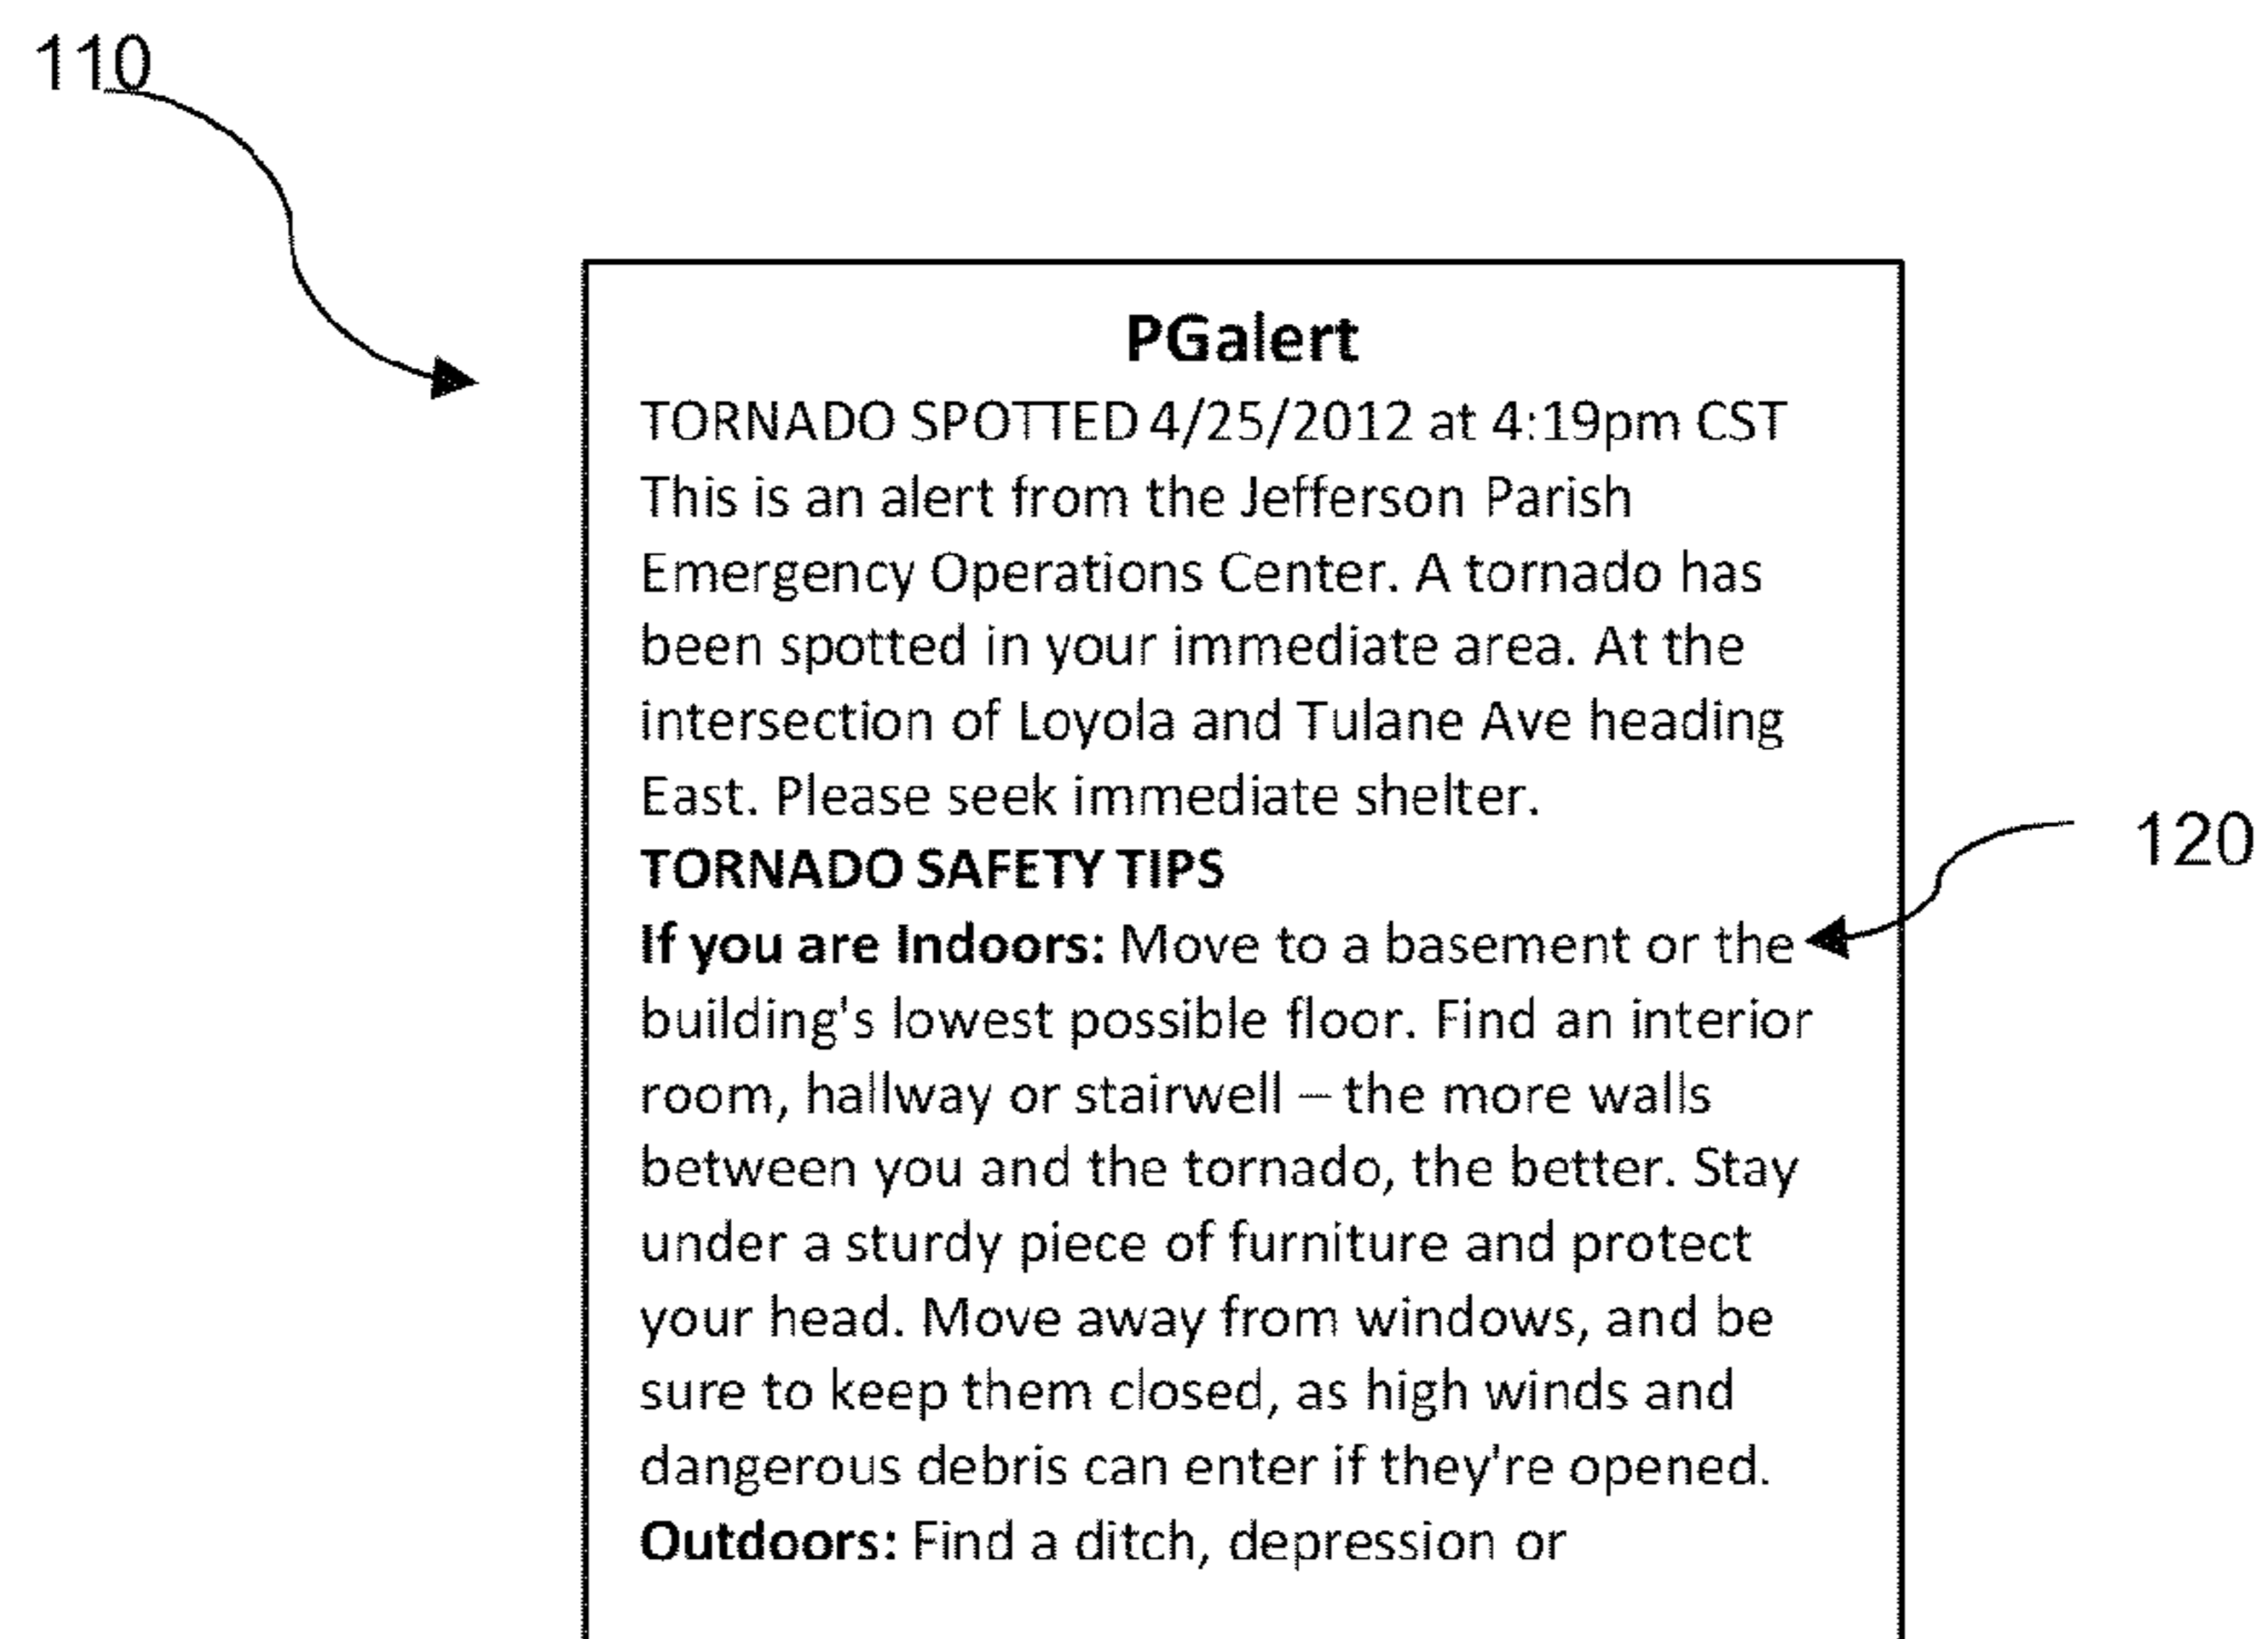 110
PGalert
TORNADO SPOTTED 4/25/2012 at 4:19pm CST
This is an alert from the Jefferson Parish
Emergency Operations Center. A tornado has
been spotted in your immediate area. At the
intersection of Loyola and Tulane Ave heading
East. Please seek immediate shelter.
120
TORNADO SAFETY TIPS
If you are Indoors: Move to a basement or the
building's lowest possible floor. Find an interior
room, hallway or stairwell – the more walls
between you and the tornado, the better. Stay
under a sturdy piece of furniture and protect
your head. Move away from windows, and be
sure to keep them closed, as high winds and
dangerous debris can enter if they're opened.
Outdoors: Find a ditch, depression or